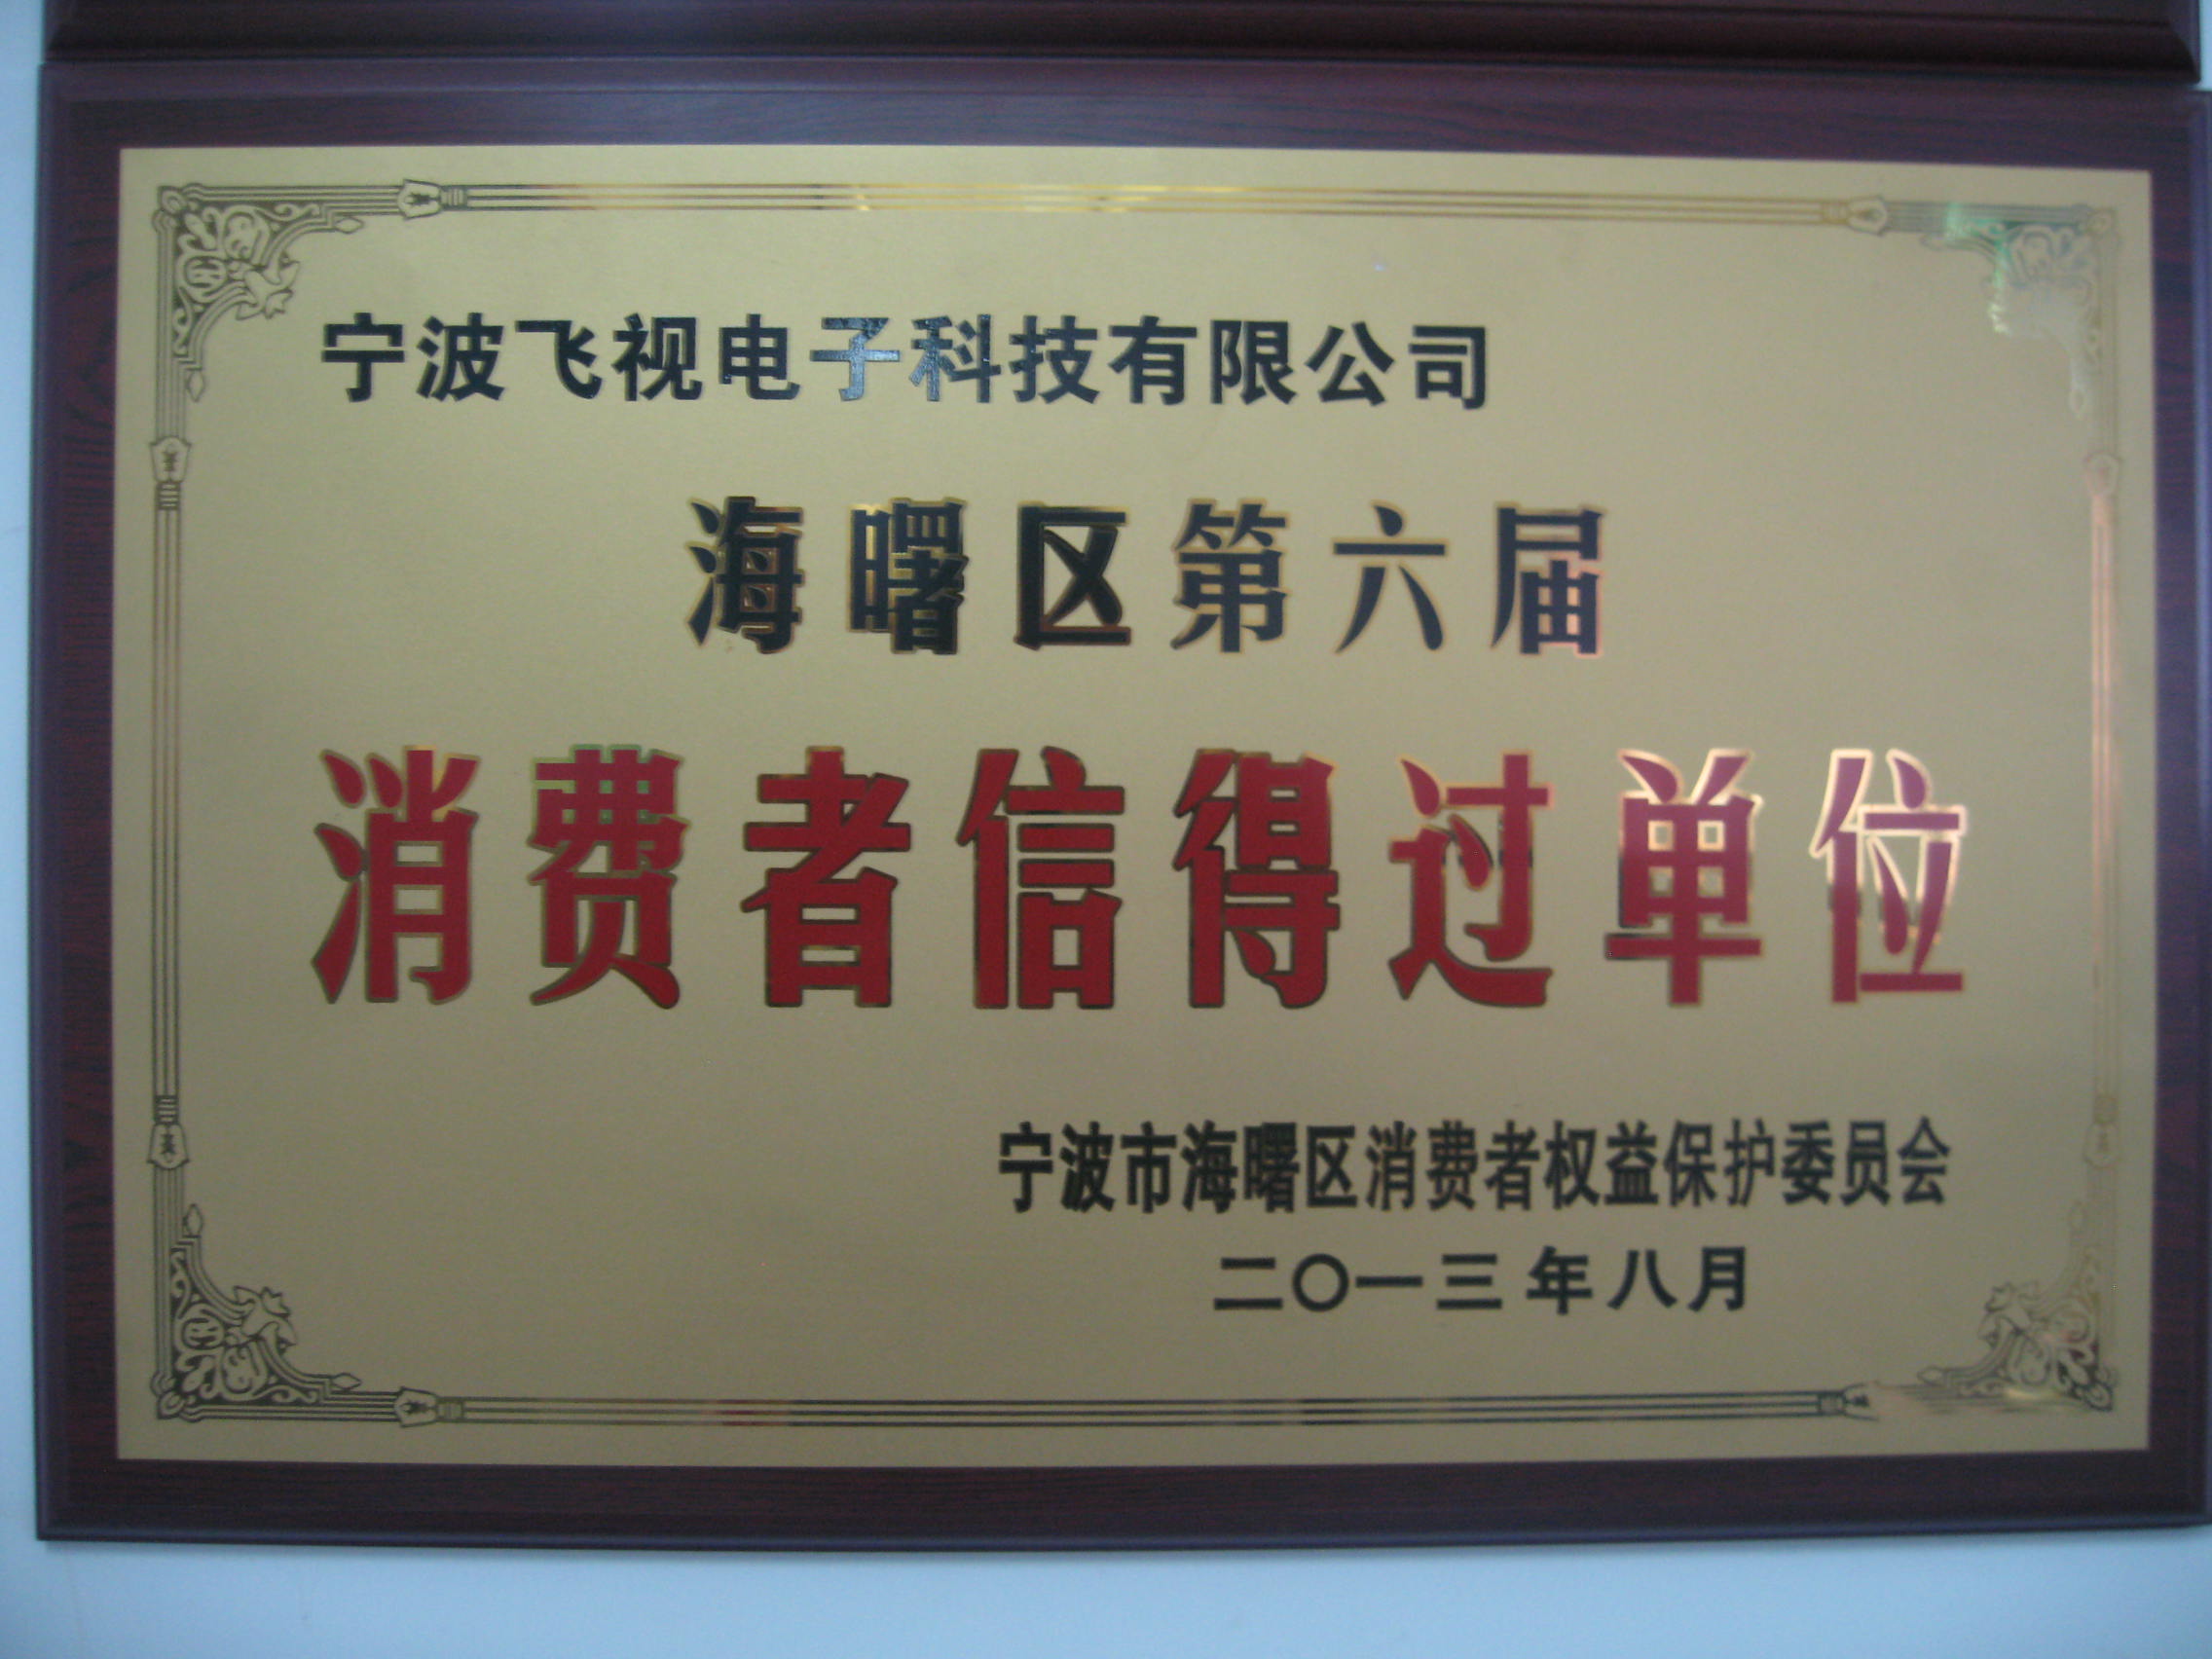 宁波飞视电子科技有限公司
海曙区第六届
消费者信得过单位
宁波市海曙区消费者权益保护委员会
二〇一三年八月